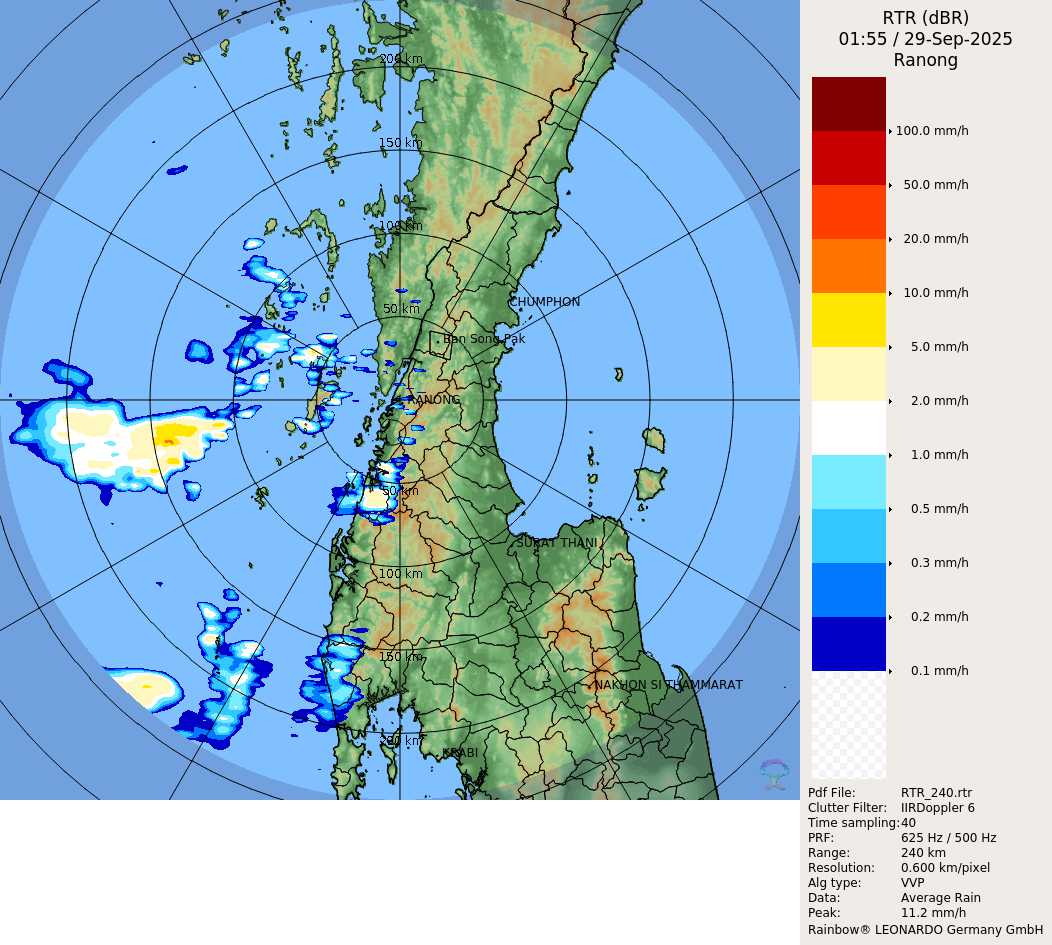 RTR (dBR)
01:55 / 29-Sep-2025
Ranong
200 km
150 km
100 km
50 km
CHUMPHON
Ban Song Pak
RANONG
50 km
SURAT THANI
100 km
150 km
NAKHON SI THAMMARAT
200 km
KRABI
100.0 mm/h
50.0 mm/h
20.0 mm/h
10.0 mm/h
5.0 mm/h
2.0 mm/h
1.0 mm/h
0.5 mm/h
0.3 mm/h
0.2 mm/h
0.1 mm/h
Pdf File: RTR_240.rtr
Clutter Filter: IIRDoppler 6
Time sampling:40
PRF: 625 Hz / 500 Hz
Range: 240 km
Resolution: 0.600 km/pixel
Alg type: VVP
Data: Average Rain
Peak: 11.2 mm/h
Rainbow® LEONARDO Germany GmbH